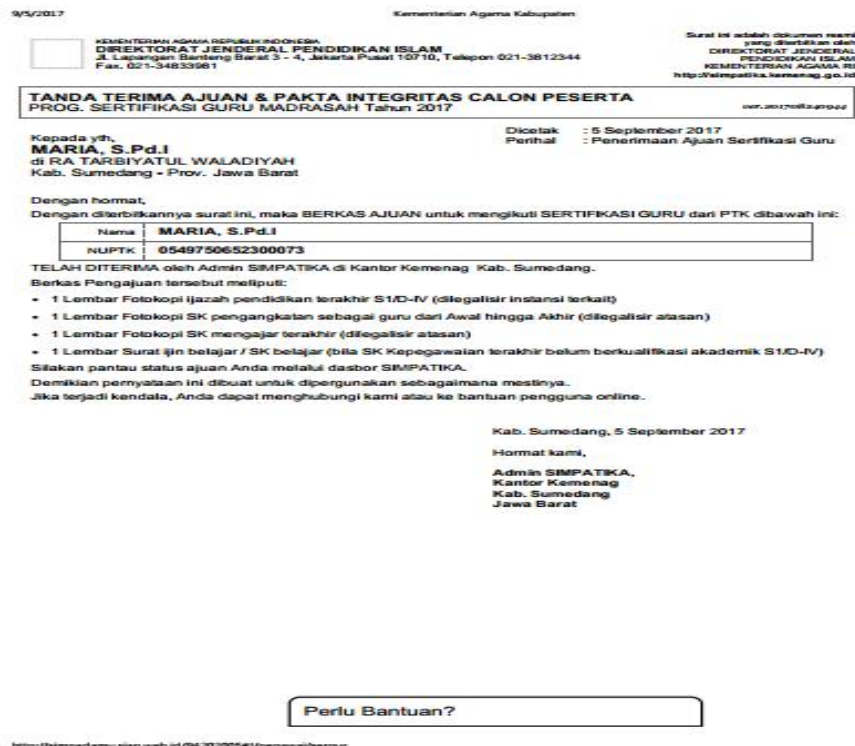 9/5/2017
Kementerian Agama Kabupaten
KEMENTERIAN AGAMA REPUBLIK INDONESIA
DIREKTORAT JENDERAL PENDIDIKAN ISLAM
Jl. Lapangan Banteng Barat 3 - 4, Jakarta Pusat 10710, Telepon 021-3812344
Fax. 021-34833981
Surat ini adalah dokumen resmi
yang diterbitkan oleh
DIREKTORAT JENDERAL
PENDIDIKAN ISLAM
KEMENTERIAN AGAMA RI
http://simpatika.kemenag.go.id
TANDA TERIMA AJUAN & PAKTA INTEGRITAS CALON PESERTA
PROG. SERTIFIKASI GURU MADRASAH Tahun 2017
Kepada yth,
MARIA, S.Pd.I
di RA TARBIYATUL WALADIYAH
Kab. Sumedang - Prov. Jawa Barat
Dicetak : 5 September 2017
Perihal : Penerimaan Ajuan Sertifikasi Guru
Dengan hormat,
Dengan diterbitkannya surat ini, maka BERKAS AJUAN untuk mengikuti SERTIFIKASI GURU dari PTK dibawah ini:
Nama MARIA, S.Pd.I
NUPTK 0549750652300073
TELAH DITERIMA oleh Admin SIMPATIKA di Kantor Kemenag Kab. Sumedang.
Berkas Pengajuan tersebut meliputi:
• 1 Lembar Fotokopi ijazah pendidikan terakhir S1/D-IV (dilegalisir instansi terkait)
• 1 Lembar Fotokopi SK pengangkatan sebagai guru dari Awal hingga Akhir (dilegalisir atasan)
• 1 Lembar Fotokopi SK mengajar terakhir (dilegalisir atasan)
• 1 Lembar Surat ijin belajar / SK belajar (bila SK Kepegawaian terakhir belum berkualifikasi akademik S1/D-IV)
Silakan pantau status ajuan Anda melalui dasbor SIMPATIKA.
Demikian pernyataan ini dibuat untuk dipergunakan sebagaimana mestinya.
Jika terjadi kendala, Anda dapat menghubungi kami atau ke bantuan pengguna online.
Kab. Sumedang, 5 September 2017
Hormat kami,
Admin SIMPATIKA,
Kantor Kemenag
Kab. Sumedang
Jawa Barat
Perlu Bantuan?